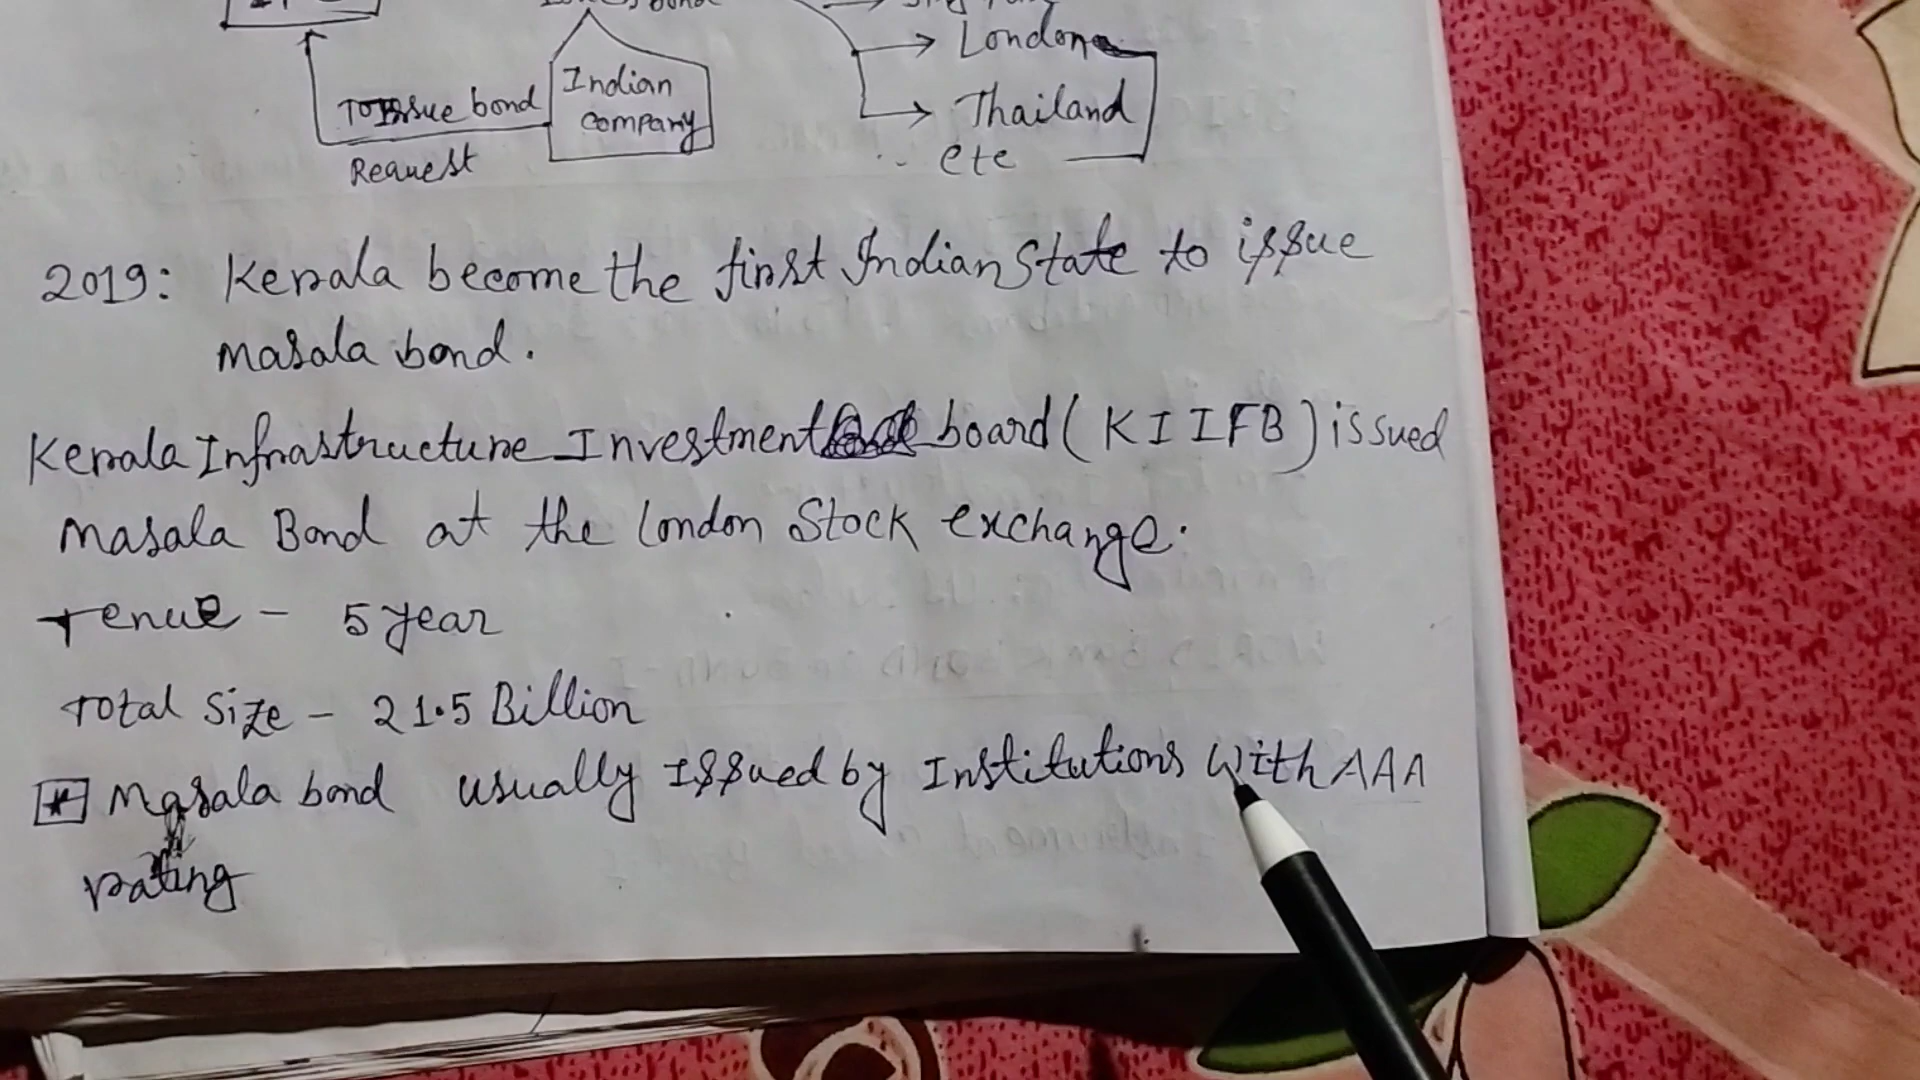 London
Indian
To Issue bond
company
Thailand
Request
etc
2019: Kerala become the first Indian State to issue
masala bond.
Kerala Infrastructure Investment board (KIIFB) issued
Masala Bond at the London Stock exchange.
Tenue - 5 year
Total Size - 21.5 Billion
* Masala bond usually Issued by Institutions With AAA
rating